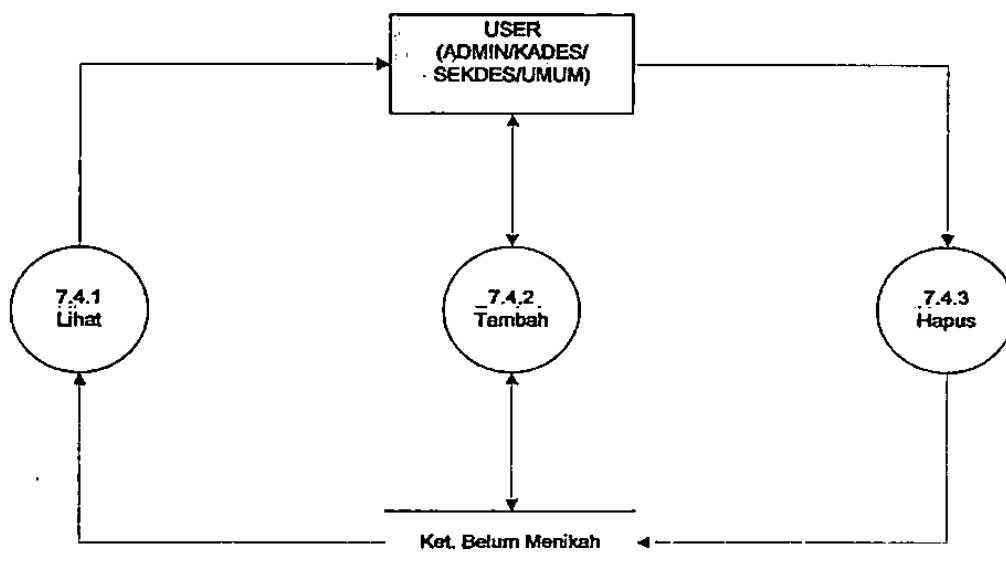 USER
(ADMIN/KADES/
SEKDES/UMUM)
7.4.1
Lihat
7.4.2
Tambah
7.4.3
Hapus
Ket. Belum Menikah